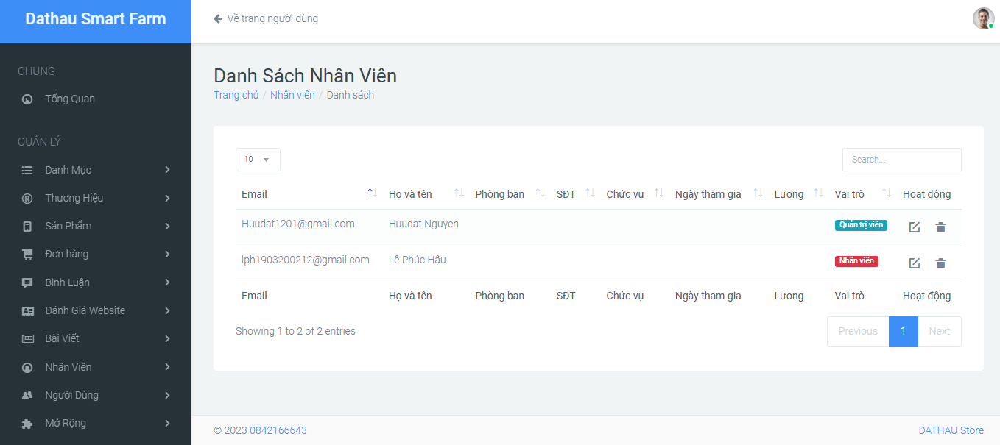 Dathau Smart Farm
Về trang người dùng
CHUNG
Tổng Quan
QUẢN LÝ
Danh Mục
Thương Hiệu
Sản Phẩm
Đơn hàng
Bình Luận
Đánh Giá Website
Bài Viết
Nhân Viên
Người Dùng
Mở Rộng
Danh Sách Nhân Viên
Trang chủ / Nhân viên / Danh sách
10
Search...
Email Họ và tên Phòng ban SĐT Chức vụ Ngày tham gia Lương Vai trò Hoạt động
Huudat1201@gmail.com Huudat Nguyen Quản trị viên
lph1903200212@gmail.com Lê Phúc Hậu Nhân viên
Email Họ và tên Phòng ban SĐT Chức vụ Ngày tham gia Lương Vai trò Hoạt động
Showing 1 to 2 of 2 entries
Previous 1 Next
© 2023 0842166643
DATHAU Store